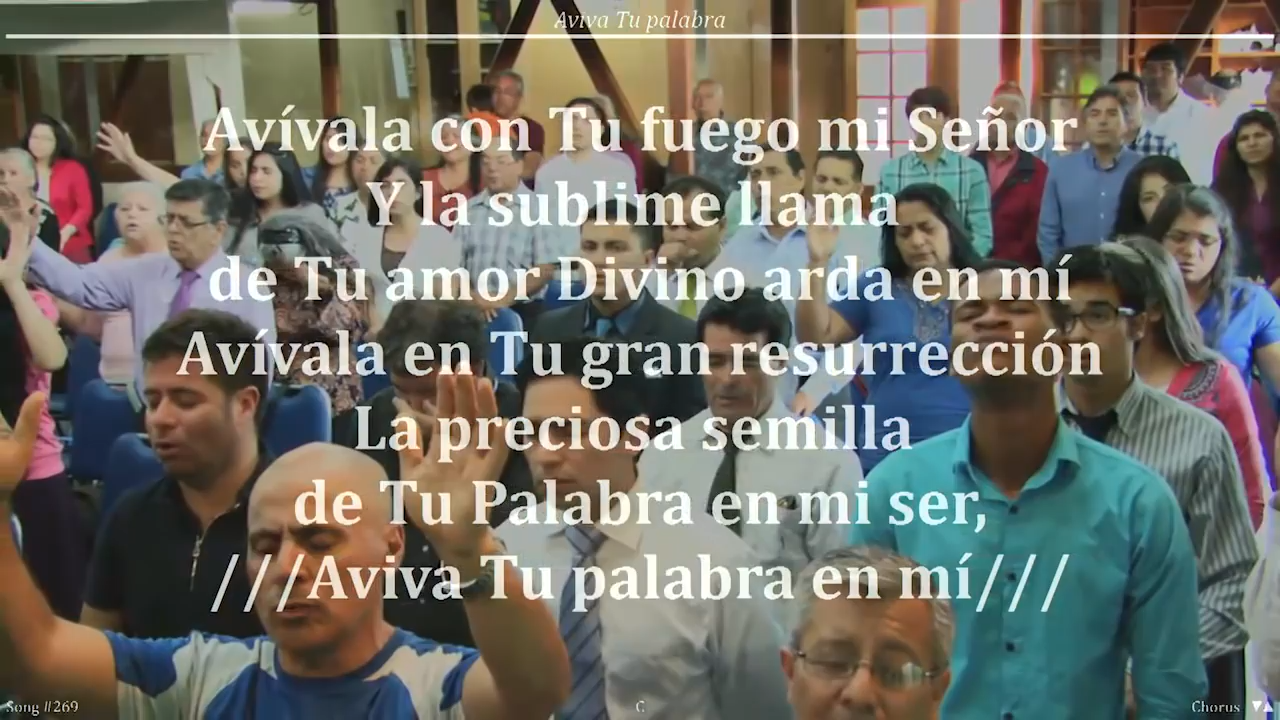 Aviva Tu palabra
Avívala con Tu fuego mi Señor
Y la sublime llama
de Tu amor Divino arda en mí
Avívala en Tu gran resurrección
La preciosa semilla
de Tu Palabra en mi ser,
///Aviva Tu palabra en mí///
Song #269
C
Chorus ▼▲